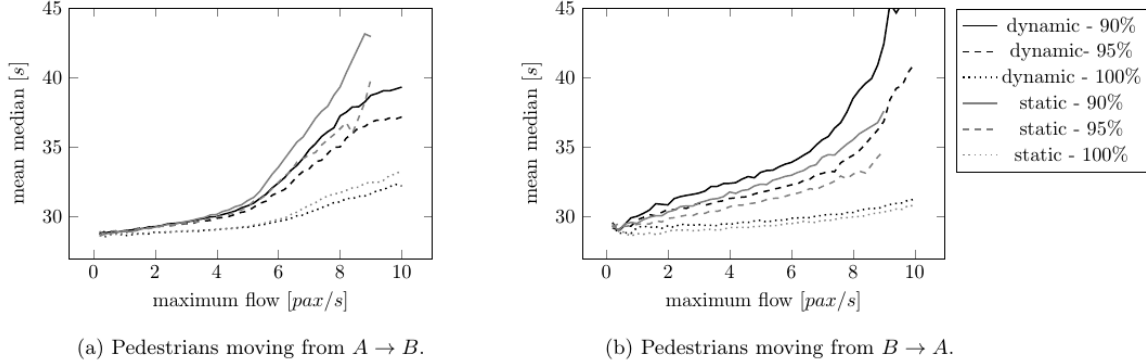 45
40
35
30
mean median [s]
0 2 4 6 8 10
maximum flow [pax/s]
(a) Pedestrians moving from A → B.
45
40
35
30
mean median [s]
0 2 4 6 8 10
maximum flow [pax/s]
(b) Pedestrians moving from B → A.
dynamic - 90%
dynamic- 95%
dynamic - 100%
static - 90%
static - 95%
static - 100%